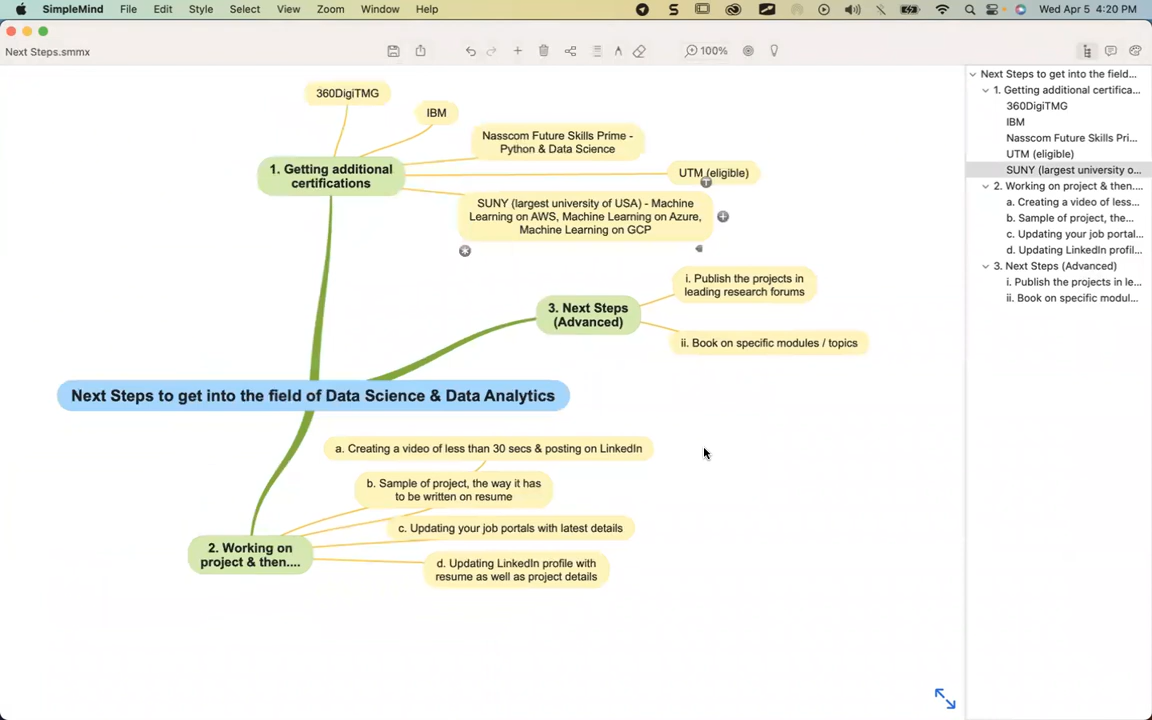 SimpleMind File Edit Style Select View Zoom Window Help Wed Apr 5 4:20 PM
Next Steps.smmx
100%
360DigiTMG
IBM
Nasscom Future Skills Prime -
Python & Data Science
1. Getting additional
certifications
UTM (eligible)
SUNY (largest university of USA) - Machine
Learning on AWS, Machine Learning on Azure,
Machine Learning on GCP
3. Next Steps
(Advanced)
i. Publish the projects in
leading research forums
ii. Book on specific modules / topics
Next Steps to get into the field of Data Science & Data Analytics
a. Creating a video of less than 30 secs & posting on LinkedIn
b. Sample of project, the way it has
to be written on resume
c. Updating your job portals with latest details
2. Working on
project & then....
d. Updating LinkedIn profile with
resume as well as project details
Next Steps to get into the field...
1. Getting additional certifica...
360DigiTMG
IBM
Nasscom Future Skills Pri...
UTM (eligible)
SUNY (largest university o...
2. Working on project & then....
a. Creating a video of less...
b. Sample of project, the...
c. Updating your job portal...
d. Updating LinkedIn profil...
3. Next Steps (Advanced)
i. Publish the projects in le...
ii. Book on specific modul...